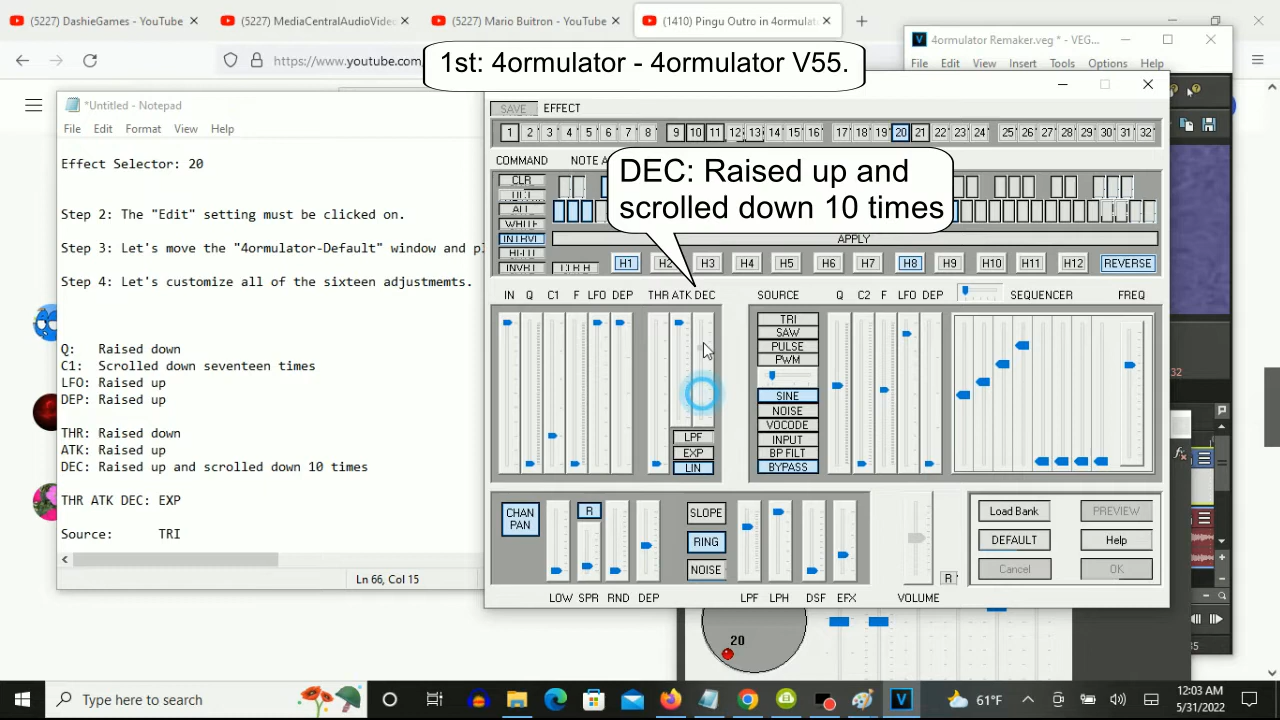 (5227) DashieGames - YouTube
(5227) MediaCentralAudioVideo
(5227) Mario Buitron - YouTube
(1410) Pingu Outro in 4ormulat
4ormulator Remaker.veg * - VEG...
https://www.youtube.com
1st: 4ormulator - 4ormulator V55.
File Edit View Insert Tools Options Help
*Untitled - Notepad
File Edit Format View Help
SAVE EFFECT
1 2 3 4 5 6 7 8 9 10 11 12 13 14 15 16 17 18 19 20 21 22 23 24 25 26 27 28 29 30 31 32
Effect Selector: 20
COMMAND NOTE A
CLR
DEC: Raised up and
scrolled down 10 times
Step 2: The "Edit" setting must be clicked on.
WHITE
INTRVL
APPLY
Step 3: Let's move the "4ormulator-Default" window and pl
INVRT
H1 H2 H3 H4 H5 H6 H7 H8 H9 H10 H11 H12 REVERSE
Step 4: Let's customize all of the sixteen adjustmemts.
IN Q C1 F LFO DEP THR ATK DEC SOURCE Q C2 F LFO DEP SEQUENCER FREQ
TRI
SAW
PULSE
PWM
SINE
NOISE
VOCODE
INPUT
BP FILT
BYPASS
Q: Raised down
C1: Scrolled down seventeen times
LFO: Raised up
DEP: Raised up
THR: Raised down
ATK: Raised up
DEC: Raised up and scrolled down 10 times
LPF
EXP
LIN
THR ATK DEC: EXP
Source: TRI
Ln 66, Col 15
CHAN
PAN
R
SLOPE
RING
NOISE
Load Bank PREVIEW
DEFAULT Help
Cancel OK
R
LOW SPR RND DEP LPF LPH DSF EFX VOLUME
20
Type here to search
61°F
12:03 AM
5/31/2022